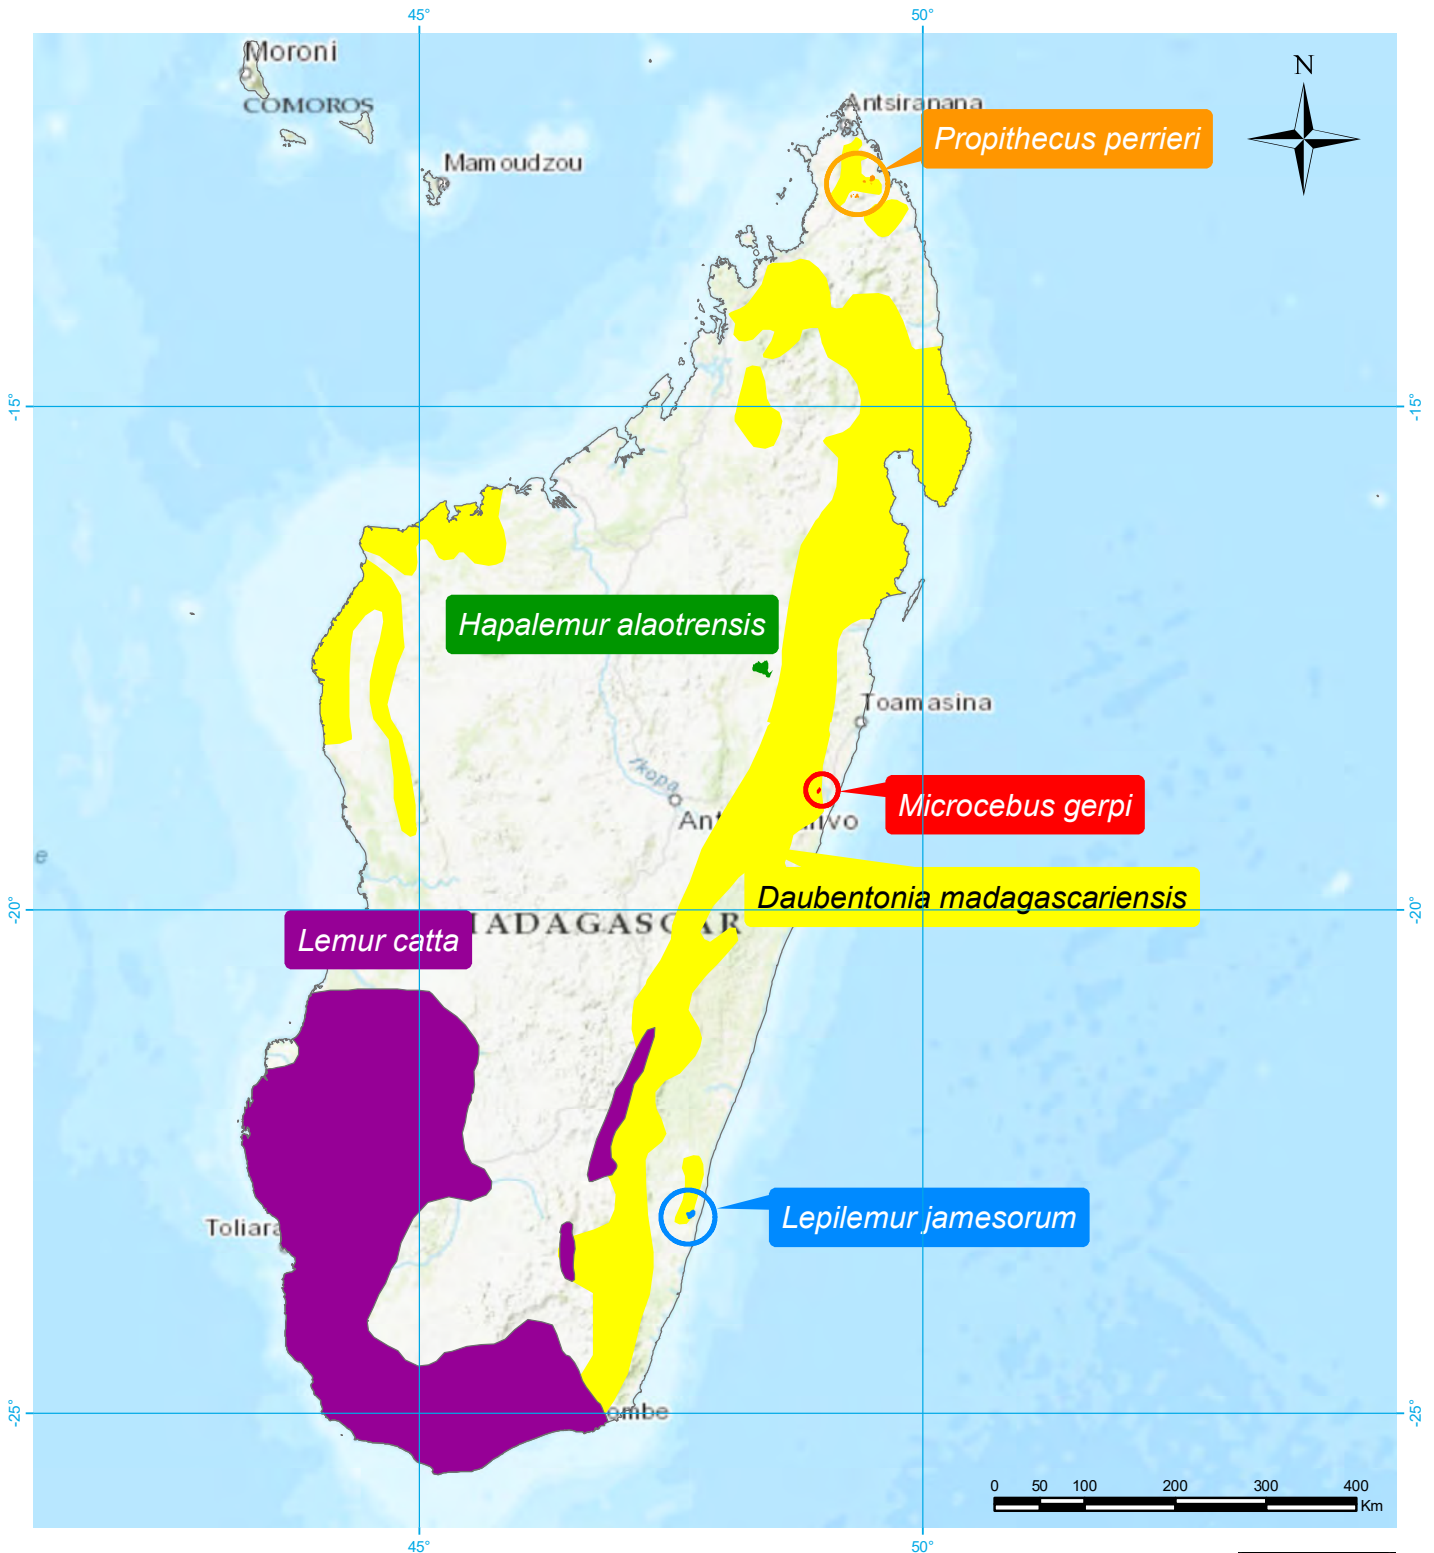 45° 50°
Moroni
COMOROS
N
Antsiranana
Propithecus perrieri
Mamoudzou
-15° -15°
Hapalemur alaotrensis
Toamasina
Ikopa
Microcebus gerpi
Daubentonia madagascariensis
-20° -20°
Lemur catta
Lepilemur jamesorum
Toliara
-25° -25°
0 50 100 200 300 400
Km
45° 50°